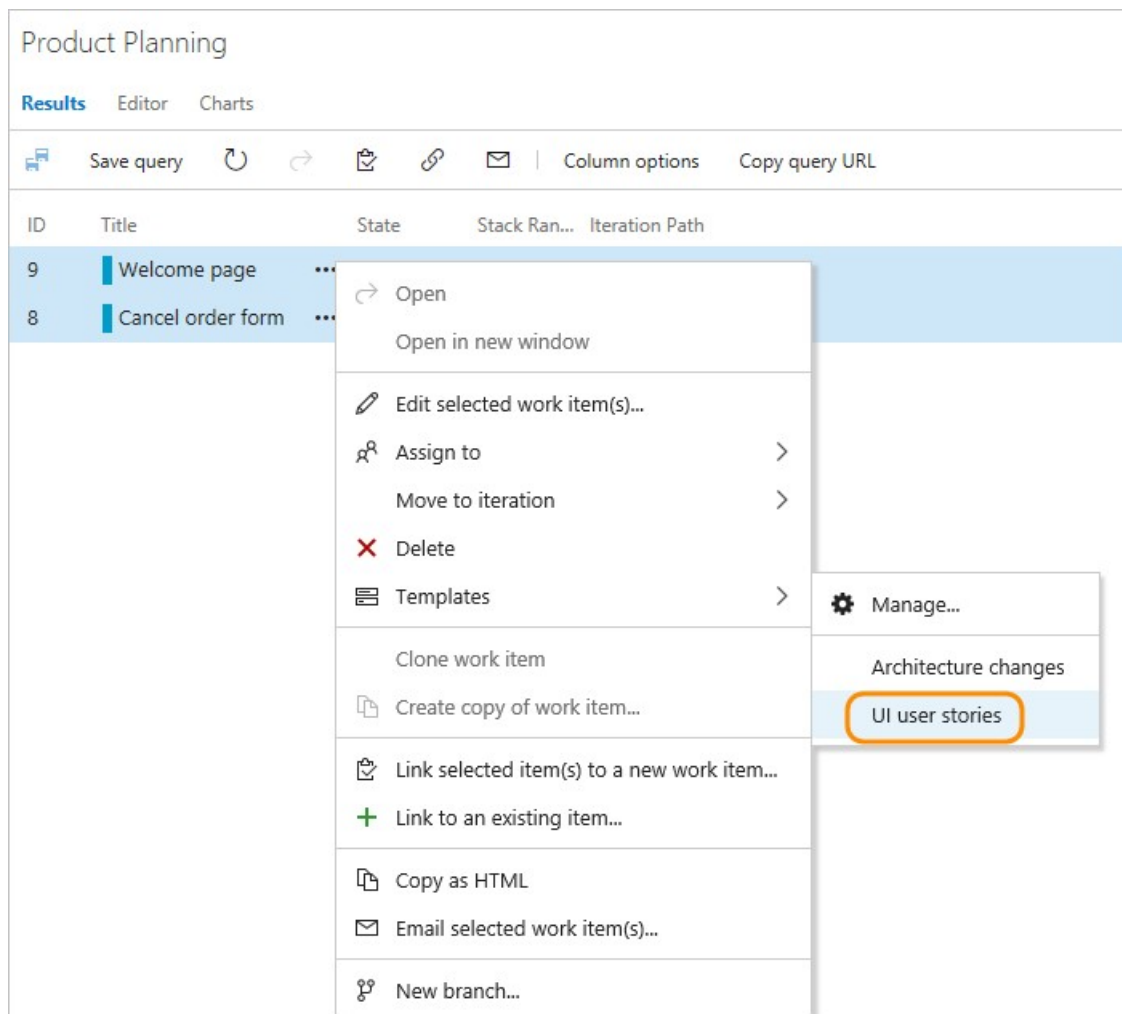 Product Planning
Results Editor Charts
Save query Column options Copy query URL
ID Title State Stack Ran... Iteration Path
9 Welcome page ...
8 Cancel order form ...
Open
Open in new window
Edit selected work item(s)...
Assign to
Move to iteration
Delete
Templates
Manage...
Architecture changes
UI user stories
Clone work item
Create copy of work item...
Link selected item(s) to a new work item...
Link to an existing item...
Copy as HTML
Email selected work item(s)...
New branch...